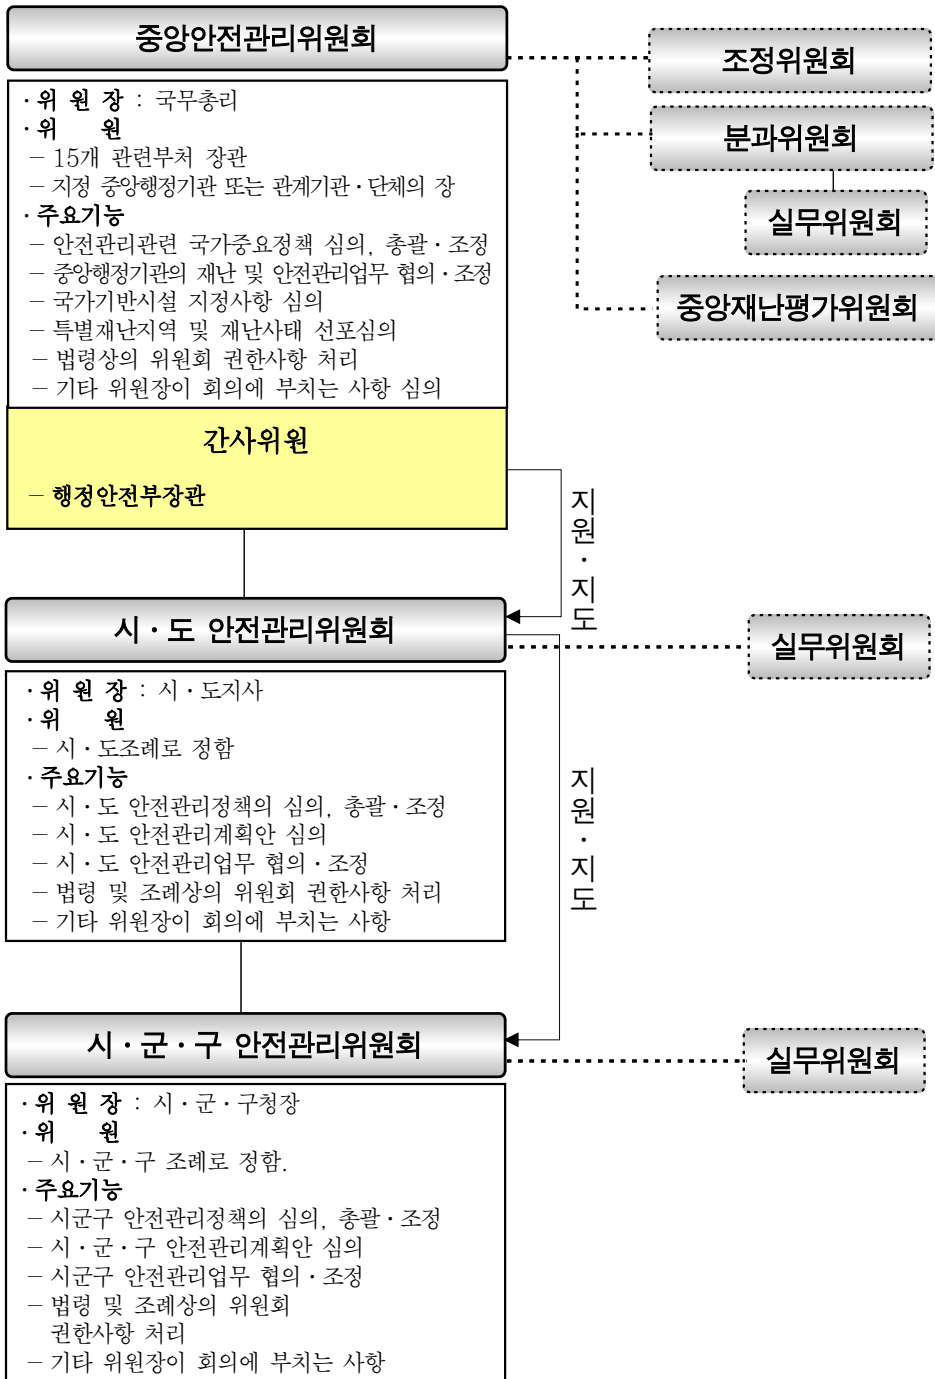 중앙안전관리위원회
· 위 원 장 : 국무총리
· 위 원
- 15개 관련부처 장관
- 지정 중앙행정기관 또는 관계기관·단체의 장
· 주요기능
- 안전관리관련 국가중요정책 심의, 총괄·조정
- 중앙행정기관의 재난 및 안전관리업무 협의·조정
- 국가기반시설 지정사항 심의
- 특별재난지역 및 재난사태 선포심의
- 법령상의 위원회 권한사항 처리
- 기타 위원장이 회의에 부치는 사항 심의
간사위원
- 행정안전부장관
조정위원회
분과위원회
실무위원회
중앙재난평가위원회
지원·지도
시·도 안전관리위원회
실무위원회
· 위 원 장 : 시·도지사
· 위 원
- 시·도조례로 정함
· 주요기능
- 시·도 안전관리정책의 심의, 총괄·조정
- 시·도 안전관리계획안 심의
- 시·도 안전관리업무 협의·조정
- 법령 및 조례상의 위원회 권한사항 처리
- 기타 위원장이 회의에 부치는 사항
지원·지도
시·군·구 안전관리위원회
실무위원회
· 위 원 장 : 시·군·구청장
· 위 원
- 시·군·구 조례로 정함.
· 주요기능
- 시군구 안전관리정책의 심의, 총괄·조정
- 시·군·구 안전관리계획안 심의
- 시군구 안전관리업무 협의·조정
- 법령 및 조례상의 위원회
권한사항 처리
- 기타 위원장이 회의에 부치는 사항